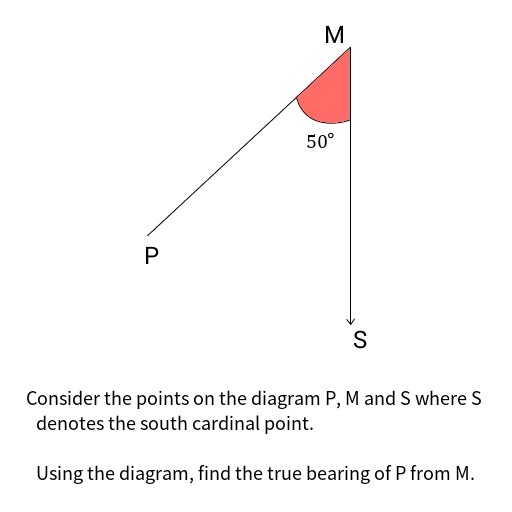 M
50°
P
S
Consider the points on the diagram P, M and S where S
denotes the south cardinal point.
Using the diagram, find the true bearing of P from M.